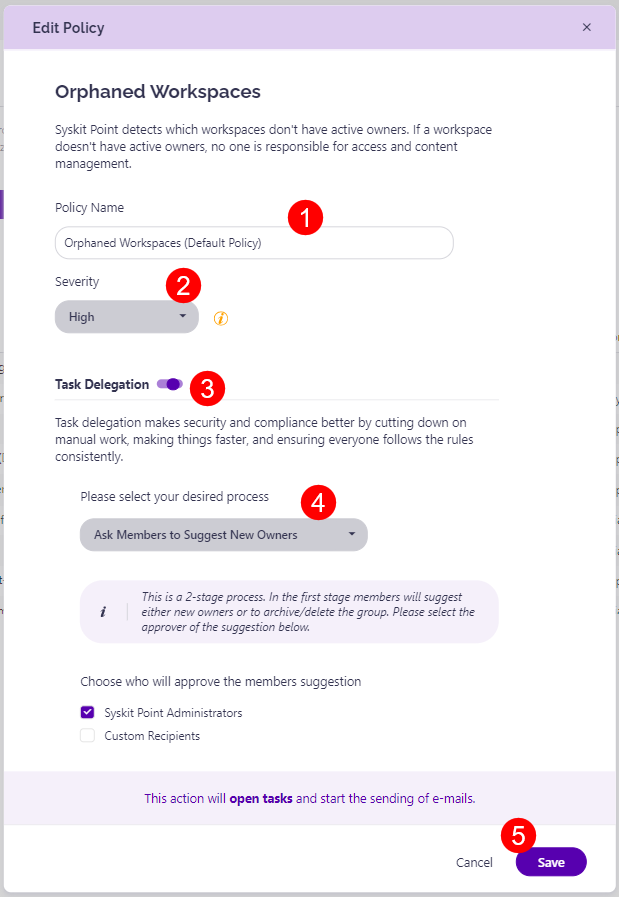 Edit Policy
×
Orphaned Workspaces
Syskit Point detects which workspaces don't have active owners. If a workspace
doesn't have active owners, no one is responsible for access and content
management.
Policy Name
1
Orphaned Workspaces (Default Policy)
Severity
2
High
i
Task Delegation
3
Task delegation makes security and compliance better by cutting down on
manual work, making things faster, and ensuring everyone follows the rules
consistently.
Please select your desired process
4
Ask Members to Suggest New Owners
i
This is a 2-stage process. In the first stage members will suggest
either new owners or to archive/delete the group. Please select the
approver of the suggestion below.
Choose who will approve the members suggestion
Syskit Point Administrators
Custom Recipients
This action will open tasks and start the sending of e-mails.
5
Cancel
Save